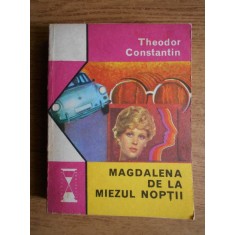 Theodor
Constantin
MAGDALENA
DE LA
MIEZUL NOPȚII